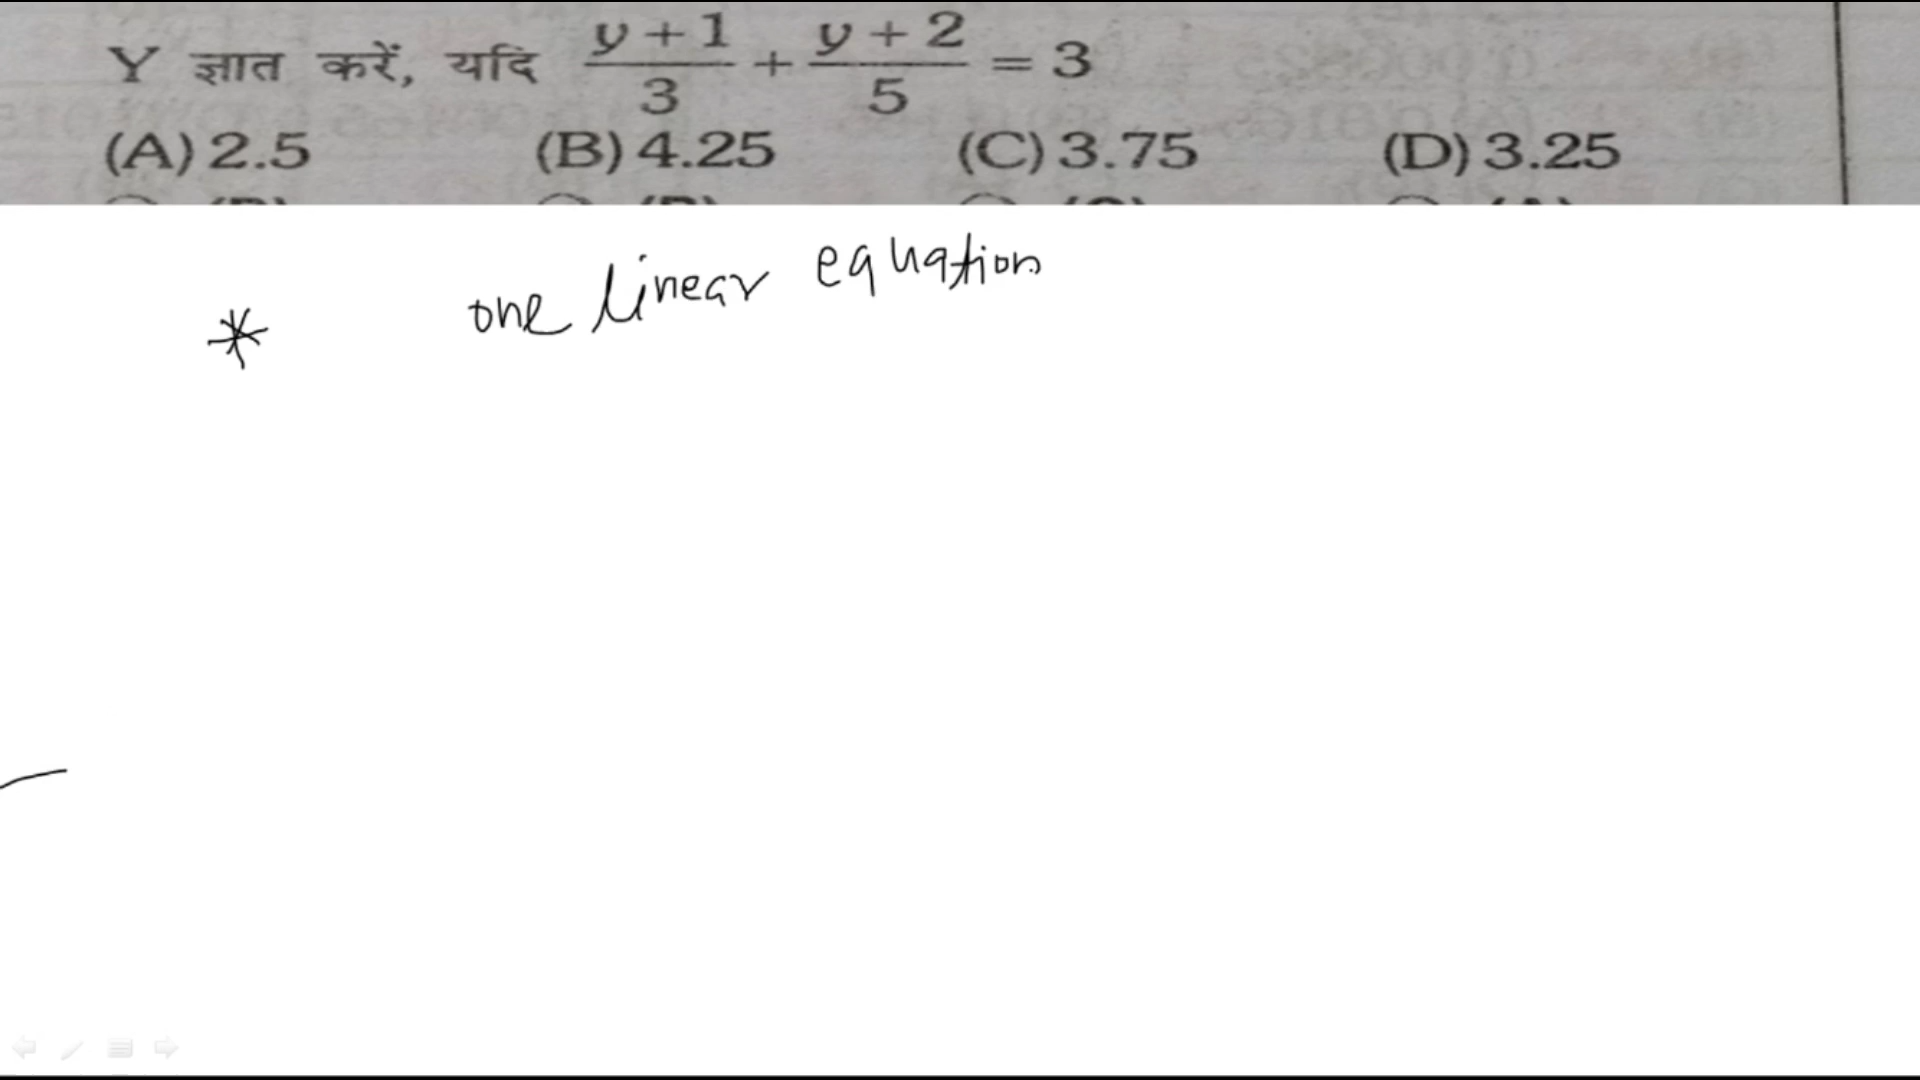 Y ज्ञात करें, यदि (y + 1)/3 + (y + 2)/5 = 3
(A) 2.5 (B) 4.25 (C) 3.75 (D) 3.25
* one linear equation